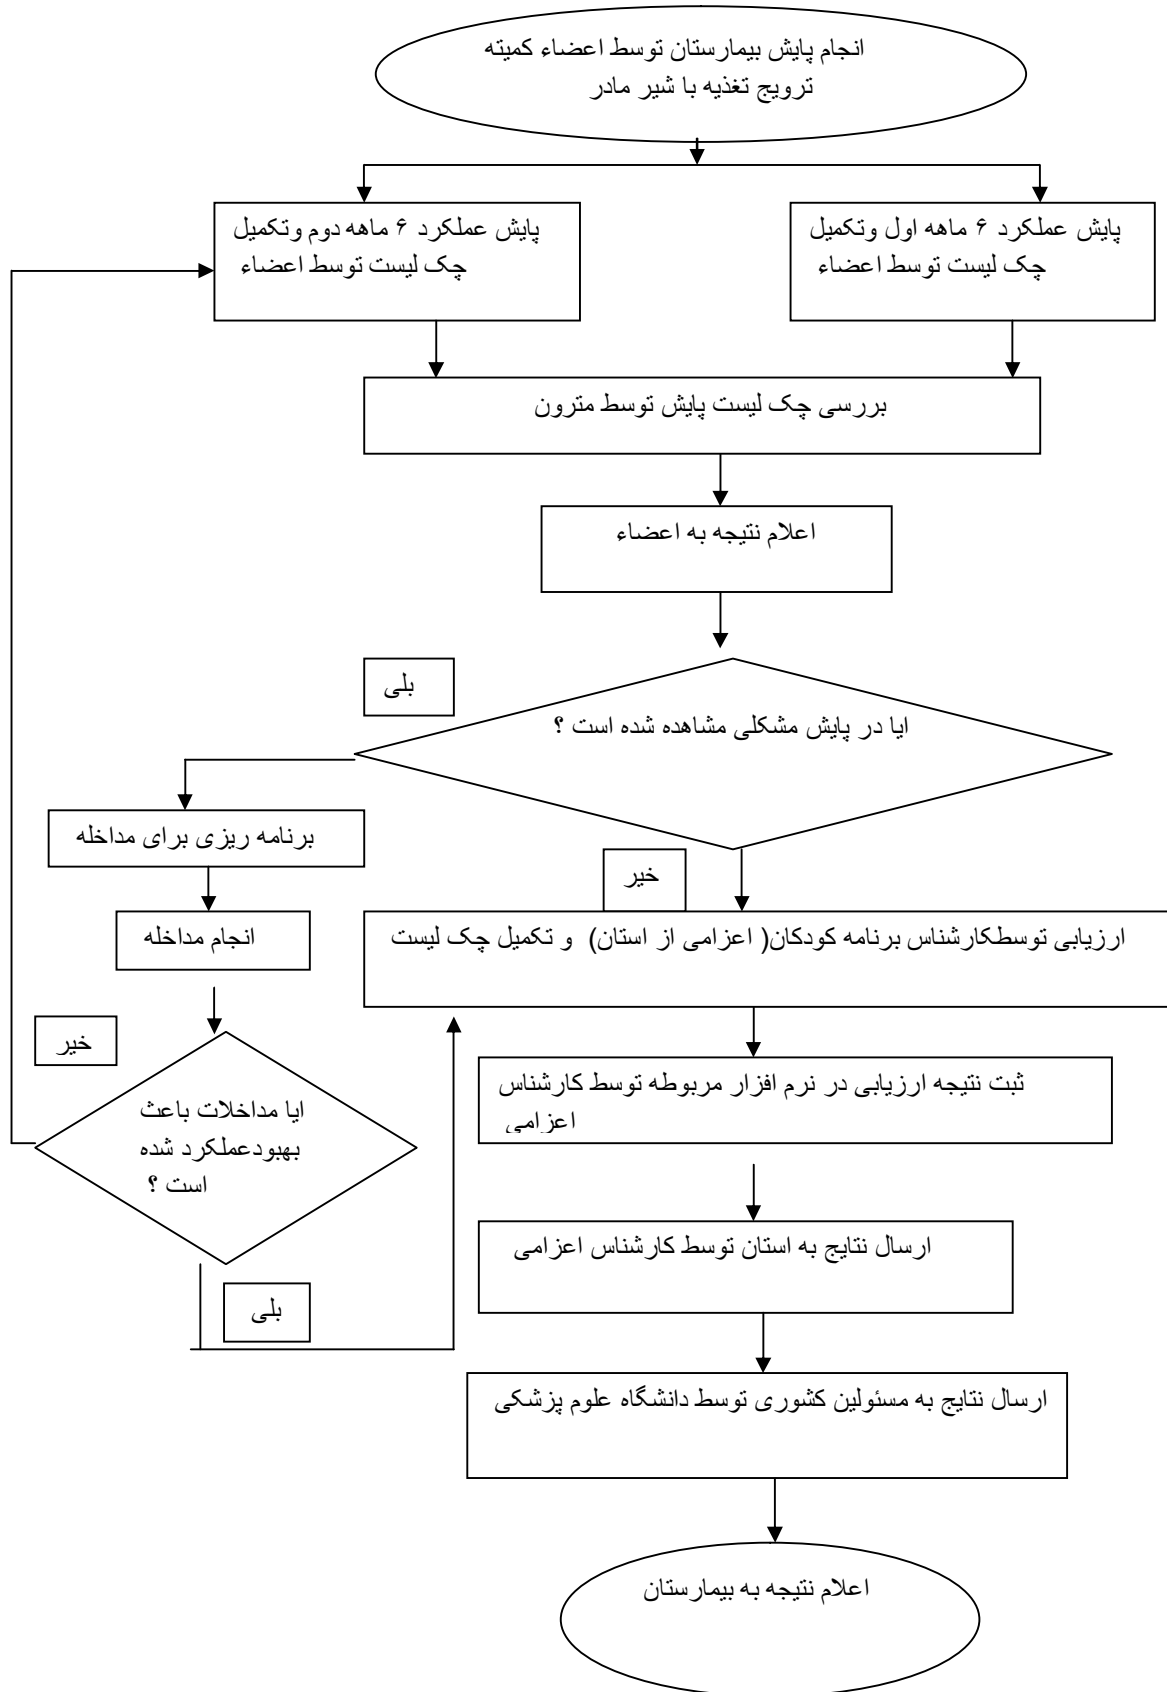 انجام پایش بیمارستان توسط اعضاء کمیته
ترویج تغذیه با شیر مادر
پایش عملکرد ۶ ماهه اول وتکمیل
چک لیست توسط اعضاء
پایش عملکرد ۶ ماهه دوم وتکمیل
چک لیست توسط اعضاء
بررسی چک لیست پایش توسط مترون
اعلام نتیجه به اعضاء
بلی
ایا در پایش مشکلی مشاهده شده است ؟
برنامه ریزی برای مداخله
خیر
انجام مداخله
ارزیابی توسطکارشناس برنامه کودکان( اعزامی از استان) و تکمیل چک لیست
خیر
ایا مداخلات باعث
بهبودعملکرد شده
است ؟
ثبت نتیجه ارزیابی در نرم افزار مربوطه توسط کارشناس
اعزامی
ارسال نتایج به استان توسط کارشناس اعزامی
بلی
ارسال نتایج به مسئولین کشوری توسط دانشگاه علوم پزشکی
اعلام نتیجه به بیمارستان